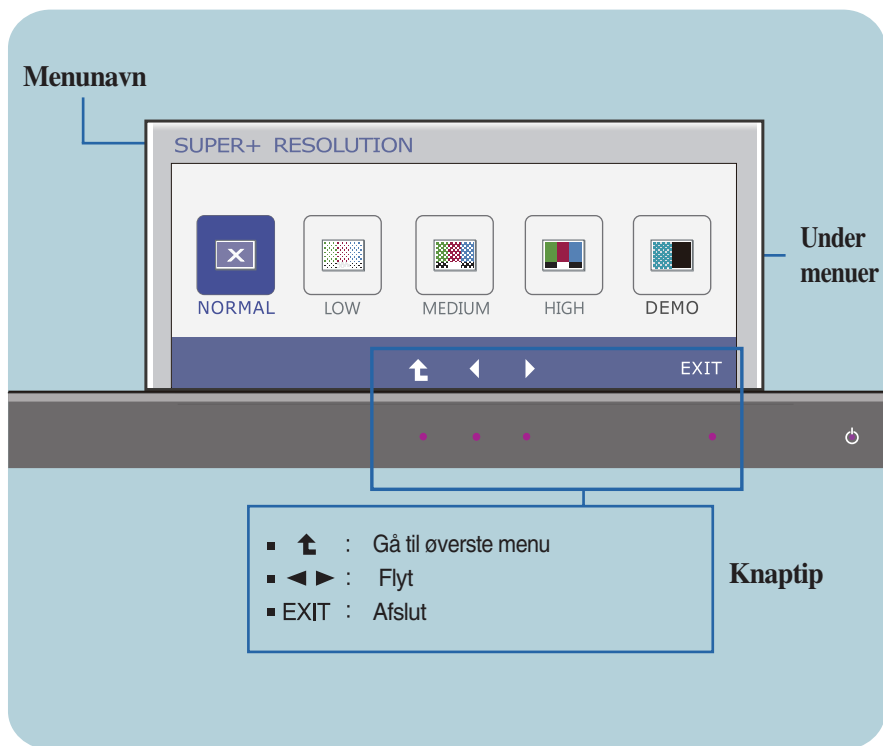 Menunavn
SUPER+ RESOLUTION
NORMAL LOW MEDIUM HIGH DEMO
Under
menuer
EXIT
: Gå til øverste menu
: Flyt
EXIT : Afslut
Knaptip